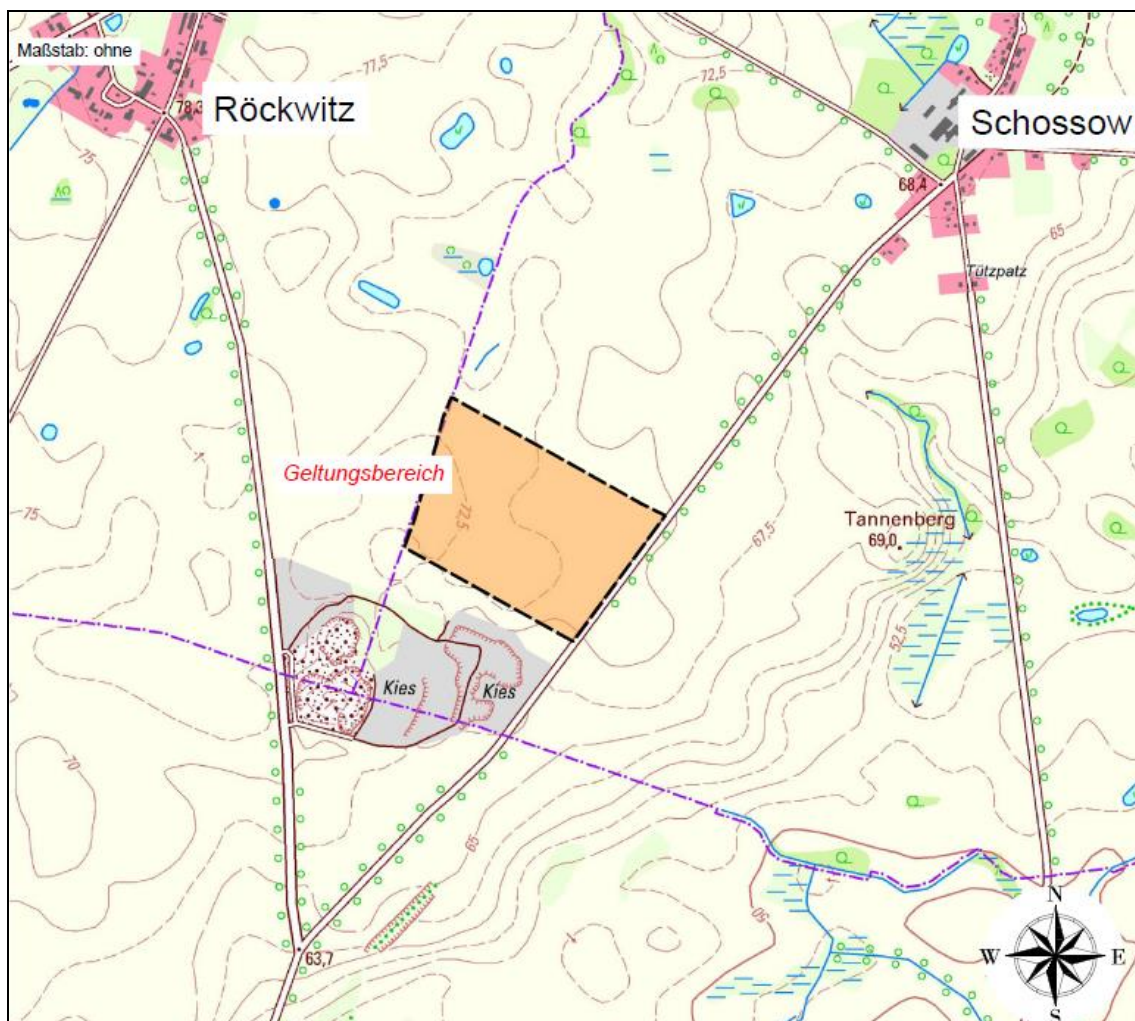 Maßstab: ohne
77,5
72,5
78,3
Röckwitz
Schossow
75
68,4
65
Tützpatz
Geltungsbereich
72,5
75
67,5
Tannenberg
69,0
52,5
Kies
Kies
70
65
50
63,7
N
W
E
S